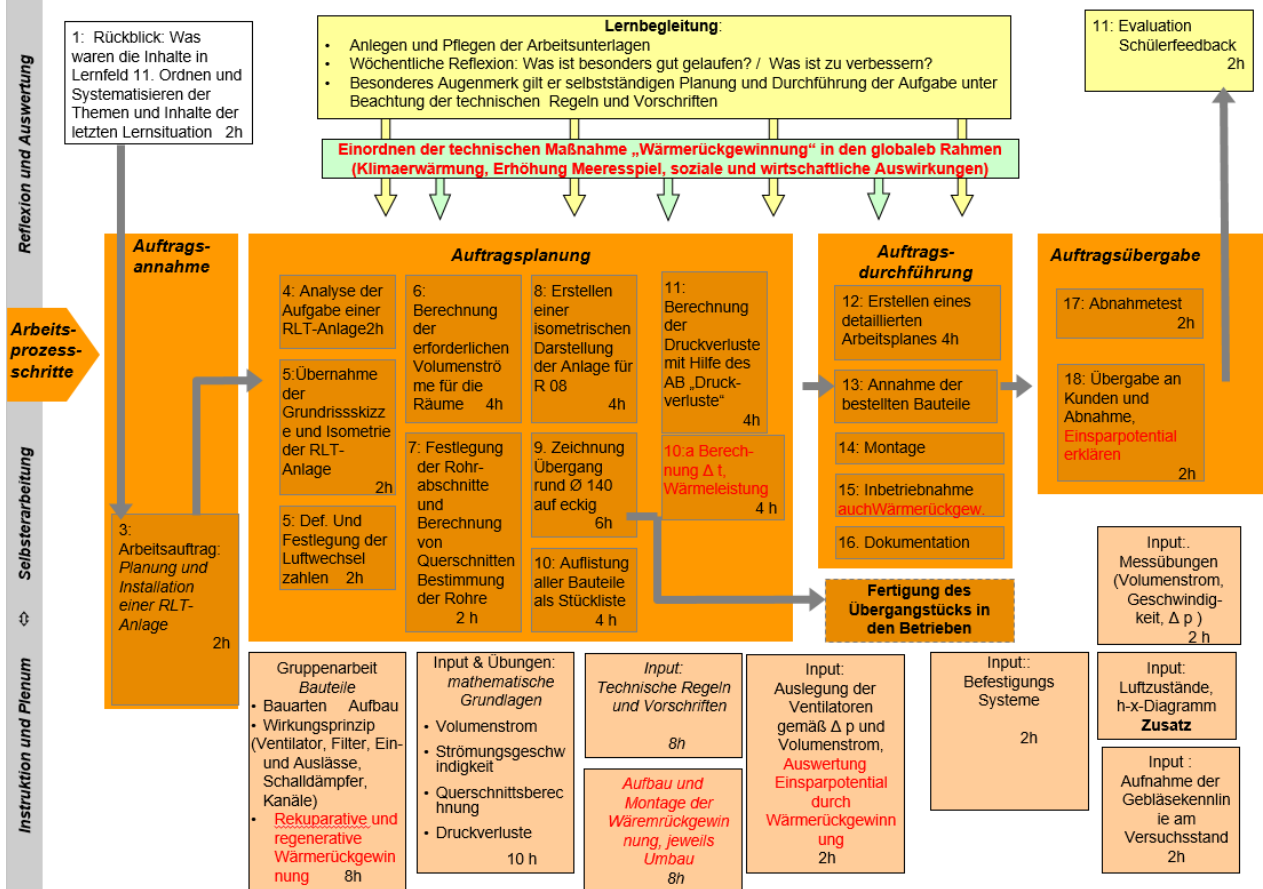 Reflexion und Auswertung
Selbsterarbeitung
⇔
Instruktion und Plenum
1: Rückblick: Was
waren die Inhalte in
Lernfeld 11. Ordnen und
Systematisieren der
Themen und Inhalte der
letzten Lernsituation 2h
Lernbegleitung:
• Anlegen und Pflegen der Arbeitsunterlagen
• Wöchentliche Reflexion: Was ist besonders gut gelaufen? / Was ist zu verbessern?
• Besonderes Augenmerk gilt er selbstständigen Planung und Durchführung der Aufgabe unter
Beachtung der technischen Regeln und Vorschriften
11: Evaluation
Schülerfeedback
2h
Einordnen der technischen Maßnahme „Wärmerückgewinnung“ in den globaleb Rahmen
(Klimaerwärmung, Erhöhung Meeresspiel, soziale und wirtschaftliche Auswirkungen)
Arbeits-
prozess-
schritte
Auftrags-
annahme
3:
Arbeitsauftrag:
Planung und
Installation
einer RLT-
Anlage
2h
Auftragsplanung
4: Analyse der
Aufgabe einer
RLT-Anlage2h
5:Übernahme
der
Grundrissskizz
e und Isometrie
der RLT-
Anlage
2h
5: Def. Und
Festlegung der
Luftwechsel
zahlen 2h
6:
Berechnung
der
erforderlichen
Volumenströ
me für die
Räume 4h
7: Festlegung
der Rohr-
abschnitte
und
Berechnung
von
Querschnitten
Bestimmung
der Rohre
2 h
8: Erstellen
einer
isometrischen
Darstellung
der Anlage für
R 08
4h
9. Zeichnung
Übergang
rund Ø 140
auf eckig
6h
10: Auflistung
aller Bauteile
als Stückliste
4 h
11:
Berechnung
der
Druckverluste
mit Hilfe des
AB „Druck-
verluste“
4h
10:a Berech-
nung Δ t,
Wärmeleistung
4 h
Auftrags-
durchführung
12: Erstellen eines
detaillierten
Arbeitsplanes 4h
13: Annahme der
bestellten Bauteile
14: Montage
15: Inbetriebnahme
auchWärmerückgew.
16. Dokumentation
Fertigung des
Übergangstücks in
den Betrieben
Auftragsübergabe
17: Abnahmetest
2h
18: Übergabe an
Kunden und
Abnahme,
Einsparpotential
erklären
2h
Gruppenarbeit
Bauteile
• Bauarten Aufbau
• Wirkungsprinzip
(Ventilator, Filter, Ein-
und Auslässe,
Schalldämpfer,
Kanäle)
• Rekuparative und
regenerative
Wärmerückgewin
nung 8h
Input & Übungen:
mathematische
Grundlagen
• Volumenstrom
• Strömungsgeschw
indigkeit
• Querschnittsberec
hnung
• Druckverluste
10 h
Input:
Technische Regeln
und Vorschriften
8h
Aufbau und
Montage der
Wäremrückgewin
nung, jeweils
Umbau
8h
Input:
Auslegung der
Ventilatoren
gemäß Δ p und
Volumenstrom,
Auswertung
Einsparpotential
durch
Wärmerückgewinn
ung
2h
Input::
Befestigungs
Systeme
2h
Input:.
Messübungen
(Volumenstrom,
Geschwindig-
keit, Δ p )
2 h
Input:
Luftzustände,
h-x-Diagramm
Zusatz
Input :
Aufnahme der
Gebläsekennlin
ie am
Versuchsstand
2h